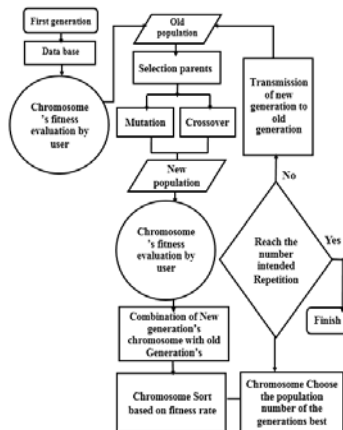 First generation
Data base
Chromosome
's fitness
evaluation by
user
Old
population
Selection parents
Mutation
Crossover
New
population
Chromosome
's fitness
evaluation by
user
Combination of New
generation's
chromosome with old
Generation's
Chromosome Sort
based on fitness rate
Chromosome Choose
the population
number of the
generations best
Reach the
number
intended
Repetition
No
Yes
Transmission
of new
generation to
old
generation
Finish